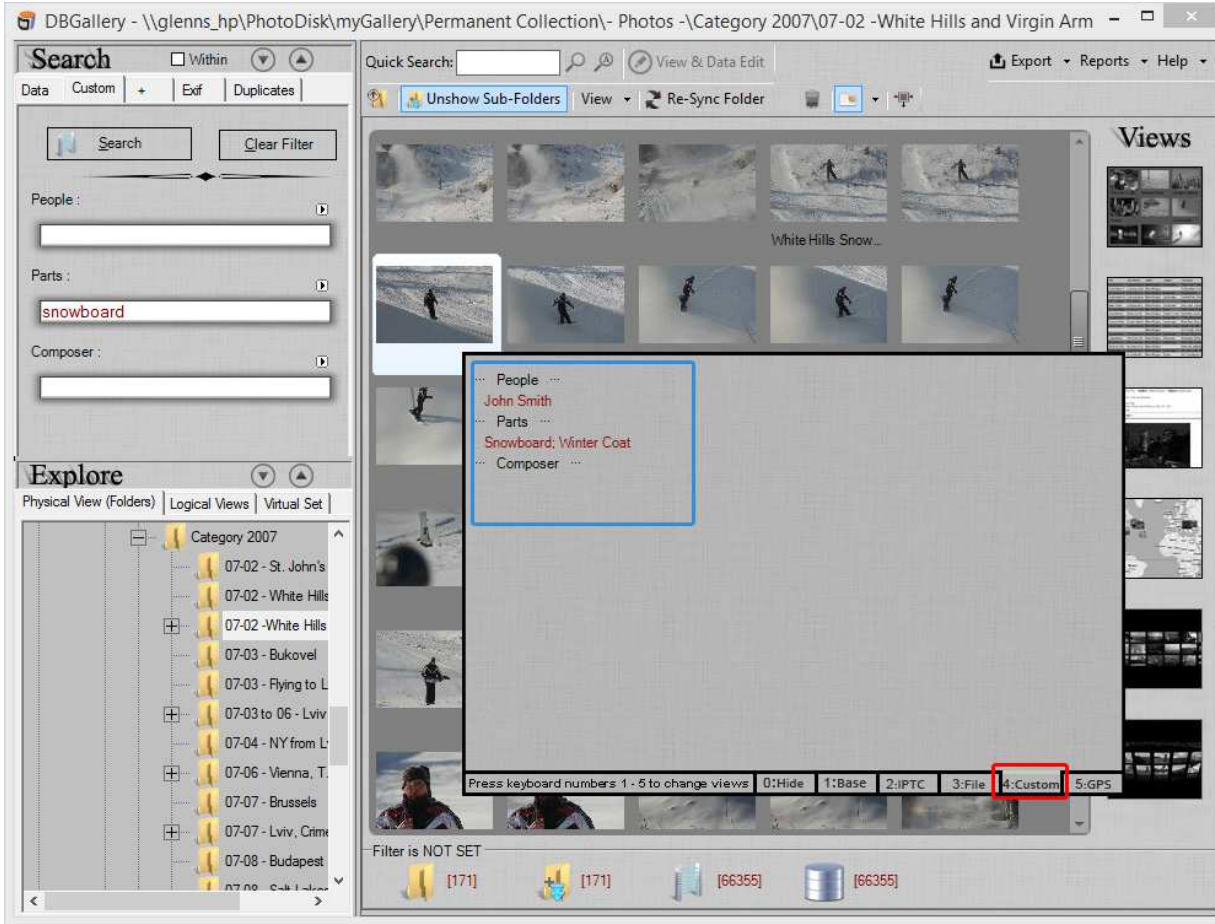 DBGallery - \\glenns_hp\PhotoDisk\myGallery\Permanent Collection\- Photos -\Category 2007\07-02 -White Hills and Virgin Arm
Search
Within
Data Custom + Exif Duplicates
Search Clear Filter
People :
Parts :
snowboard
Composer :
Explore
Physical View (Folders) Logical Views Virtual Set
Category 2007
07-02 - St. John's
07-02 - White Hills
07-02 -White Hills
07-03 - Bukovel
07-03 - Flying to L
07-03 to 06 - Lviv
07-04 - NY from L
07-06 - Vienna, T
07-07 - Brussels
07-07 - Lviv, Crime
07-08 - Budapest
Quick Search: View & Data Edit Export Reports Help
Unshow Sub-Folders View Re-Sync Folder
Views
White Hills Snow...
··· People ···
John Smith
··· Parts ···
Snowboard; Winter Coat
··· Composer ···
Press keyboard numbers 1 - 5 to change views 0:Hide 1:Base 2:IPTC 3:File 4:Custom 5:GPS
Filter is NOT SET
[171] [171] [66355] [66355]